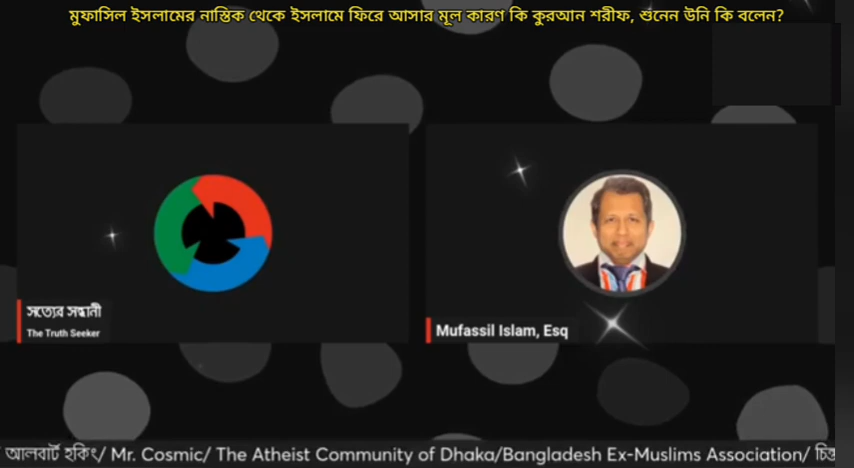 মুফাসিল ইসলামের নাস্তিক থেকে ইসলামে ফিরে আসার মূল কারণ কি কুরআন শরীফ, শুনেন উনি কি বলেন?
সত্যের সন্ধানী
The Truth Seeker
Mufassil Islam, Esq
আলবার্ট হকিং/ Mr. Cosmic/ The Atheist Community of Dhaka/Bangladesh Ex-Muslims Association/